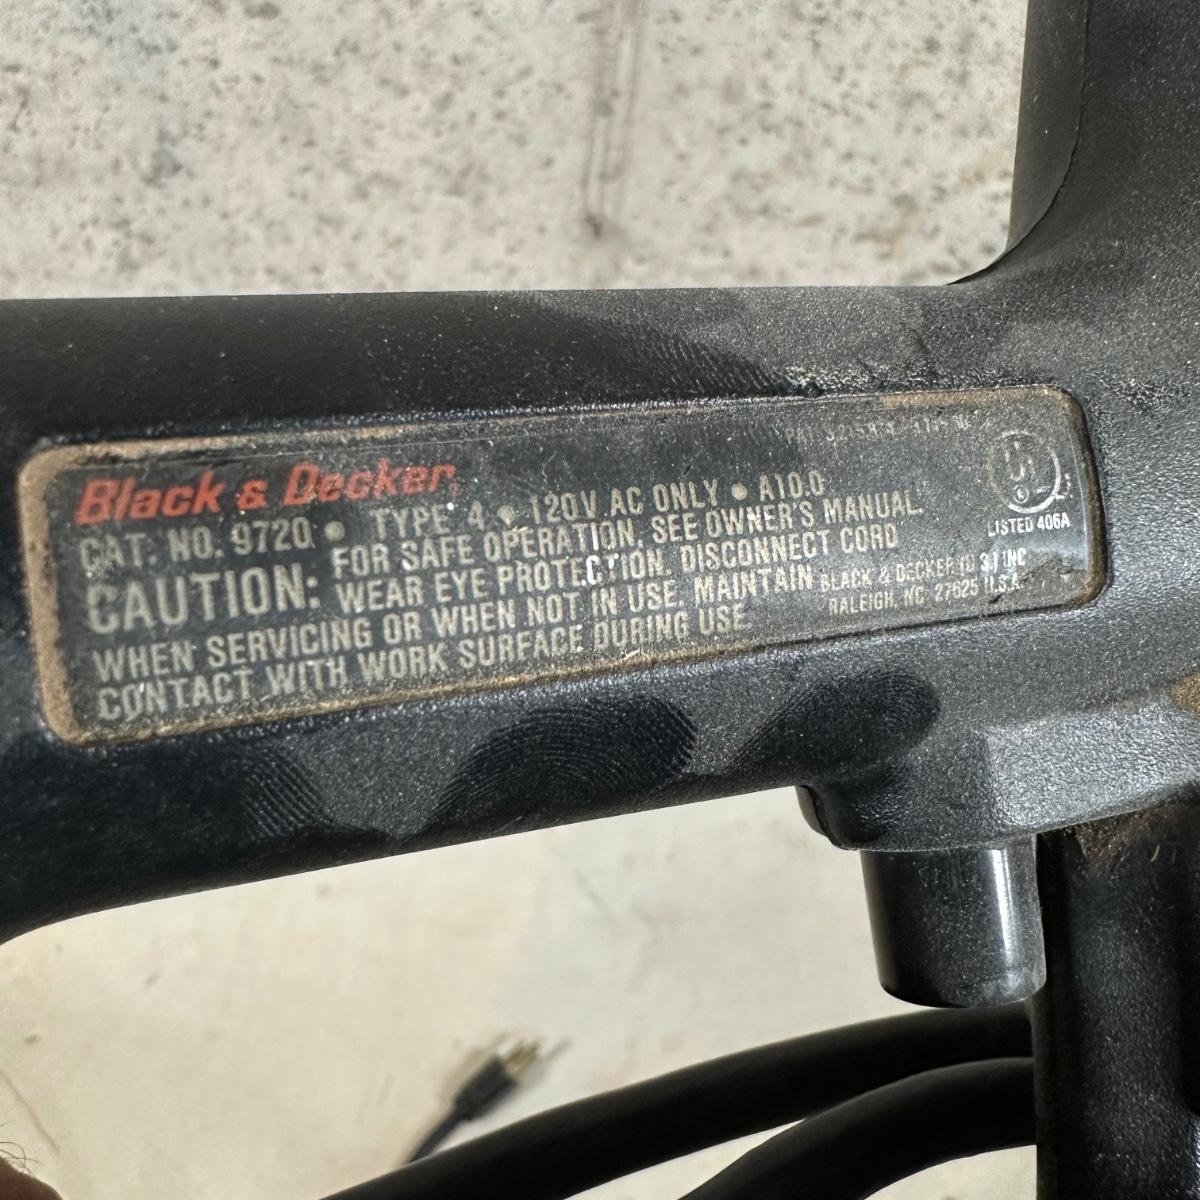 Black & Decker
CAT. NO. 9720 • TYPE 4 • 120V AC ONLY • A10.0
CAUTION: FOR SAFE OPERATION, SEE OWNER'S MANUAL.
WEAR EYE PROTECTION. DISCONNECT CORD
WHEN SERVICING OR WHEN NOT IN USE. MAINTAIN
CONTACT WITH WORK SURFACE DURING USE
UL
LISTED 406A
BLACK & DECKER INC
RALEIGH, NC 27625 U.S.A.